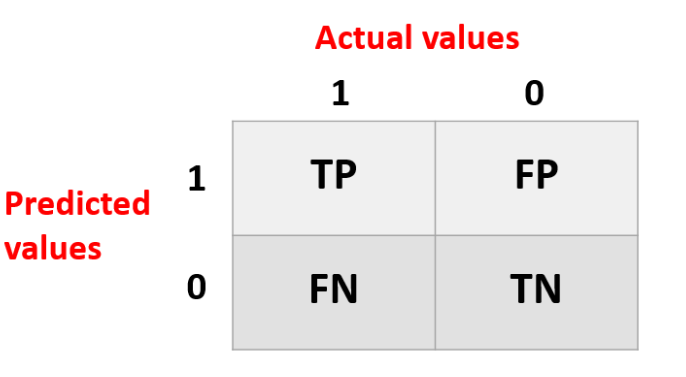 Actual values
1 0
1 TP FP
Predicted
values
0 FN TN